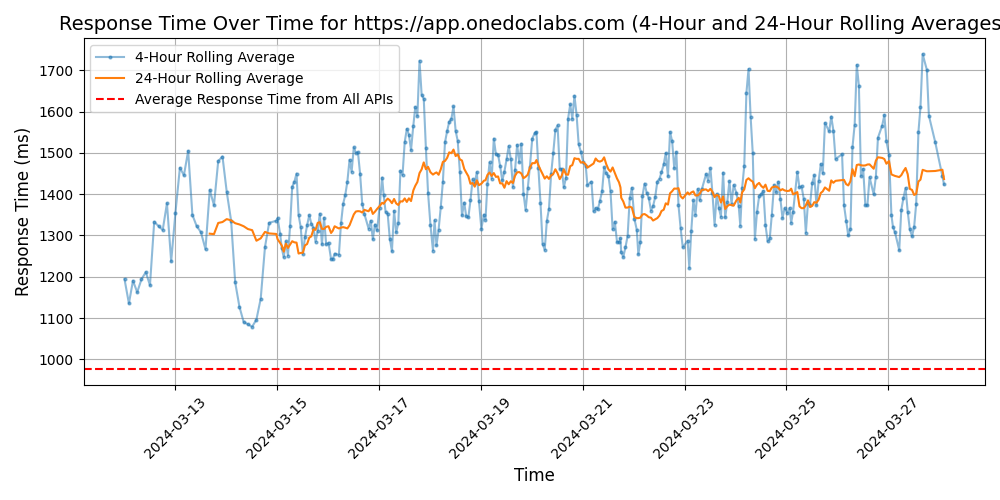 Response Time Over Time for https://app.onedoclabs.com (4-Hour and 24-Hour Rolling Averages
4-Hour Rolling Average
24-Hour Rolling Average
Average Response Time from All APIs
Response Time (ms)
1700
1600
1500
1400
1300
1200
1100
1000
2024-03-13
2024-03-15
2024-03-17
2024-03-19
2024-03-21
2024-03-23
2024-03-25
2024-03-27
Time